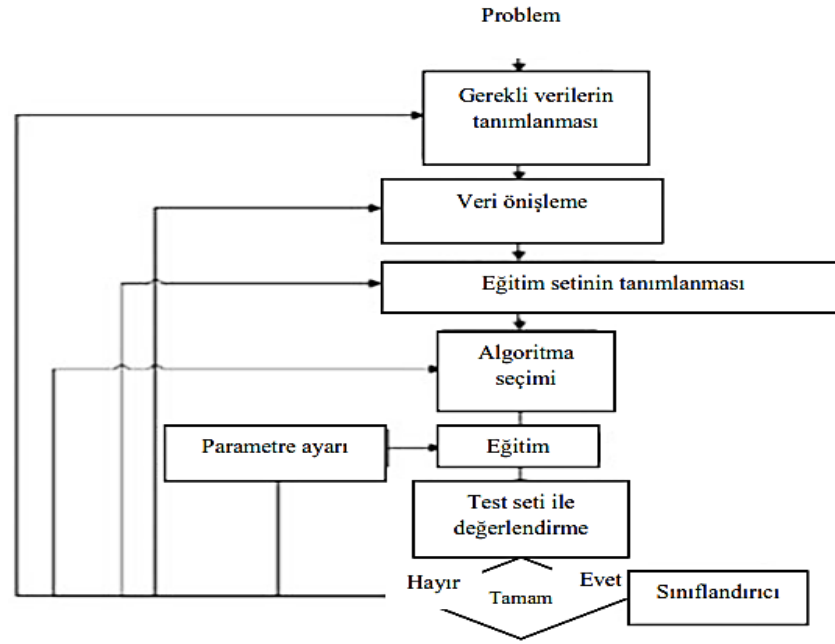 Problem
Gerekli verilerin
tanımlanması
Veri önişleme
Eğitim setinin tanımlanması
Algoritma
seçimi
Parametre ayarı
Eğitim
Test seti ile
değerlendirme
Hayır
Tamam
Evet
Sınıflandırıcı